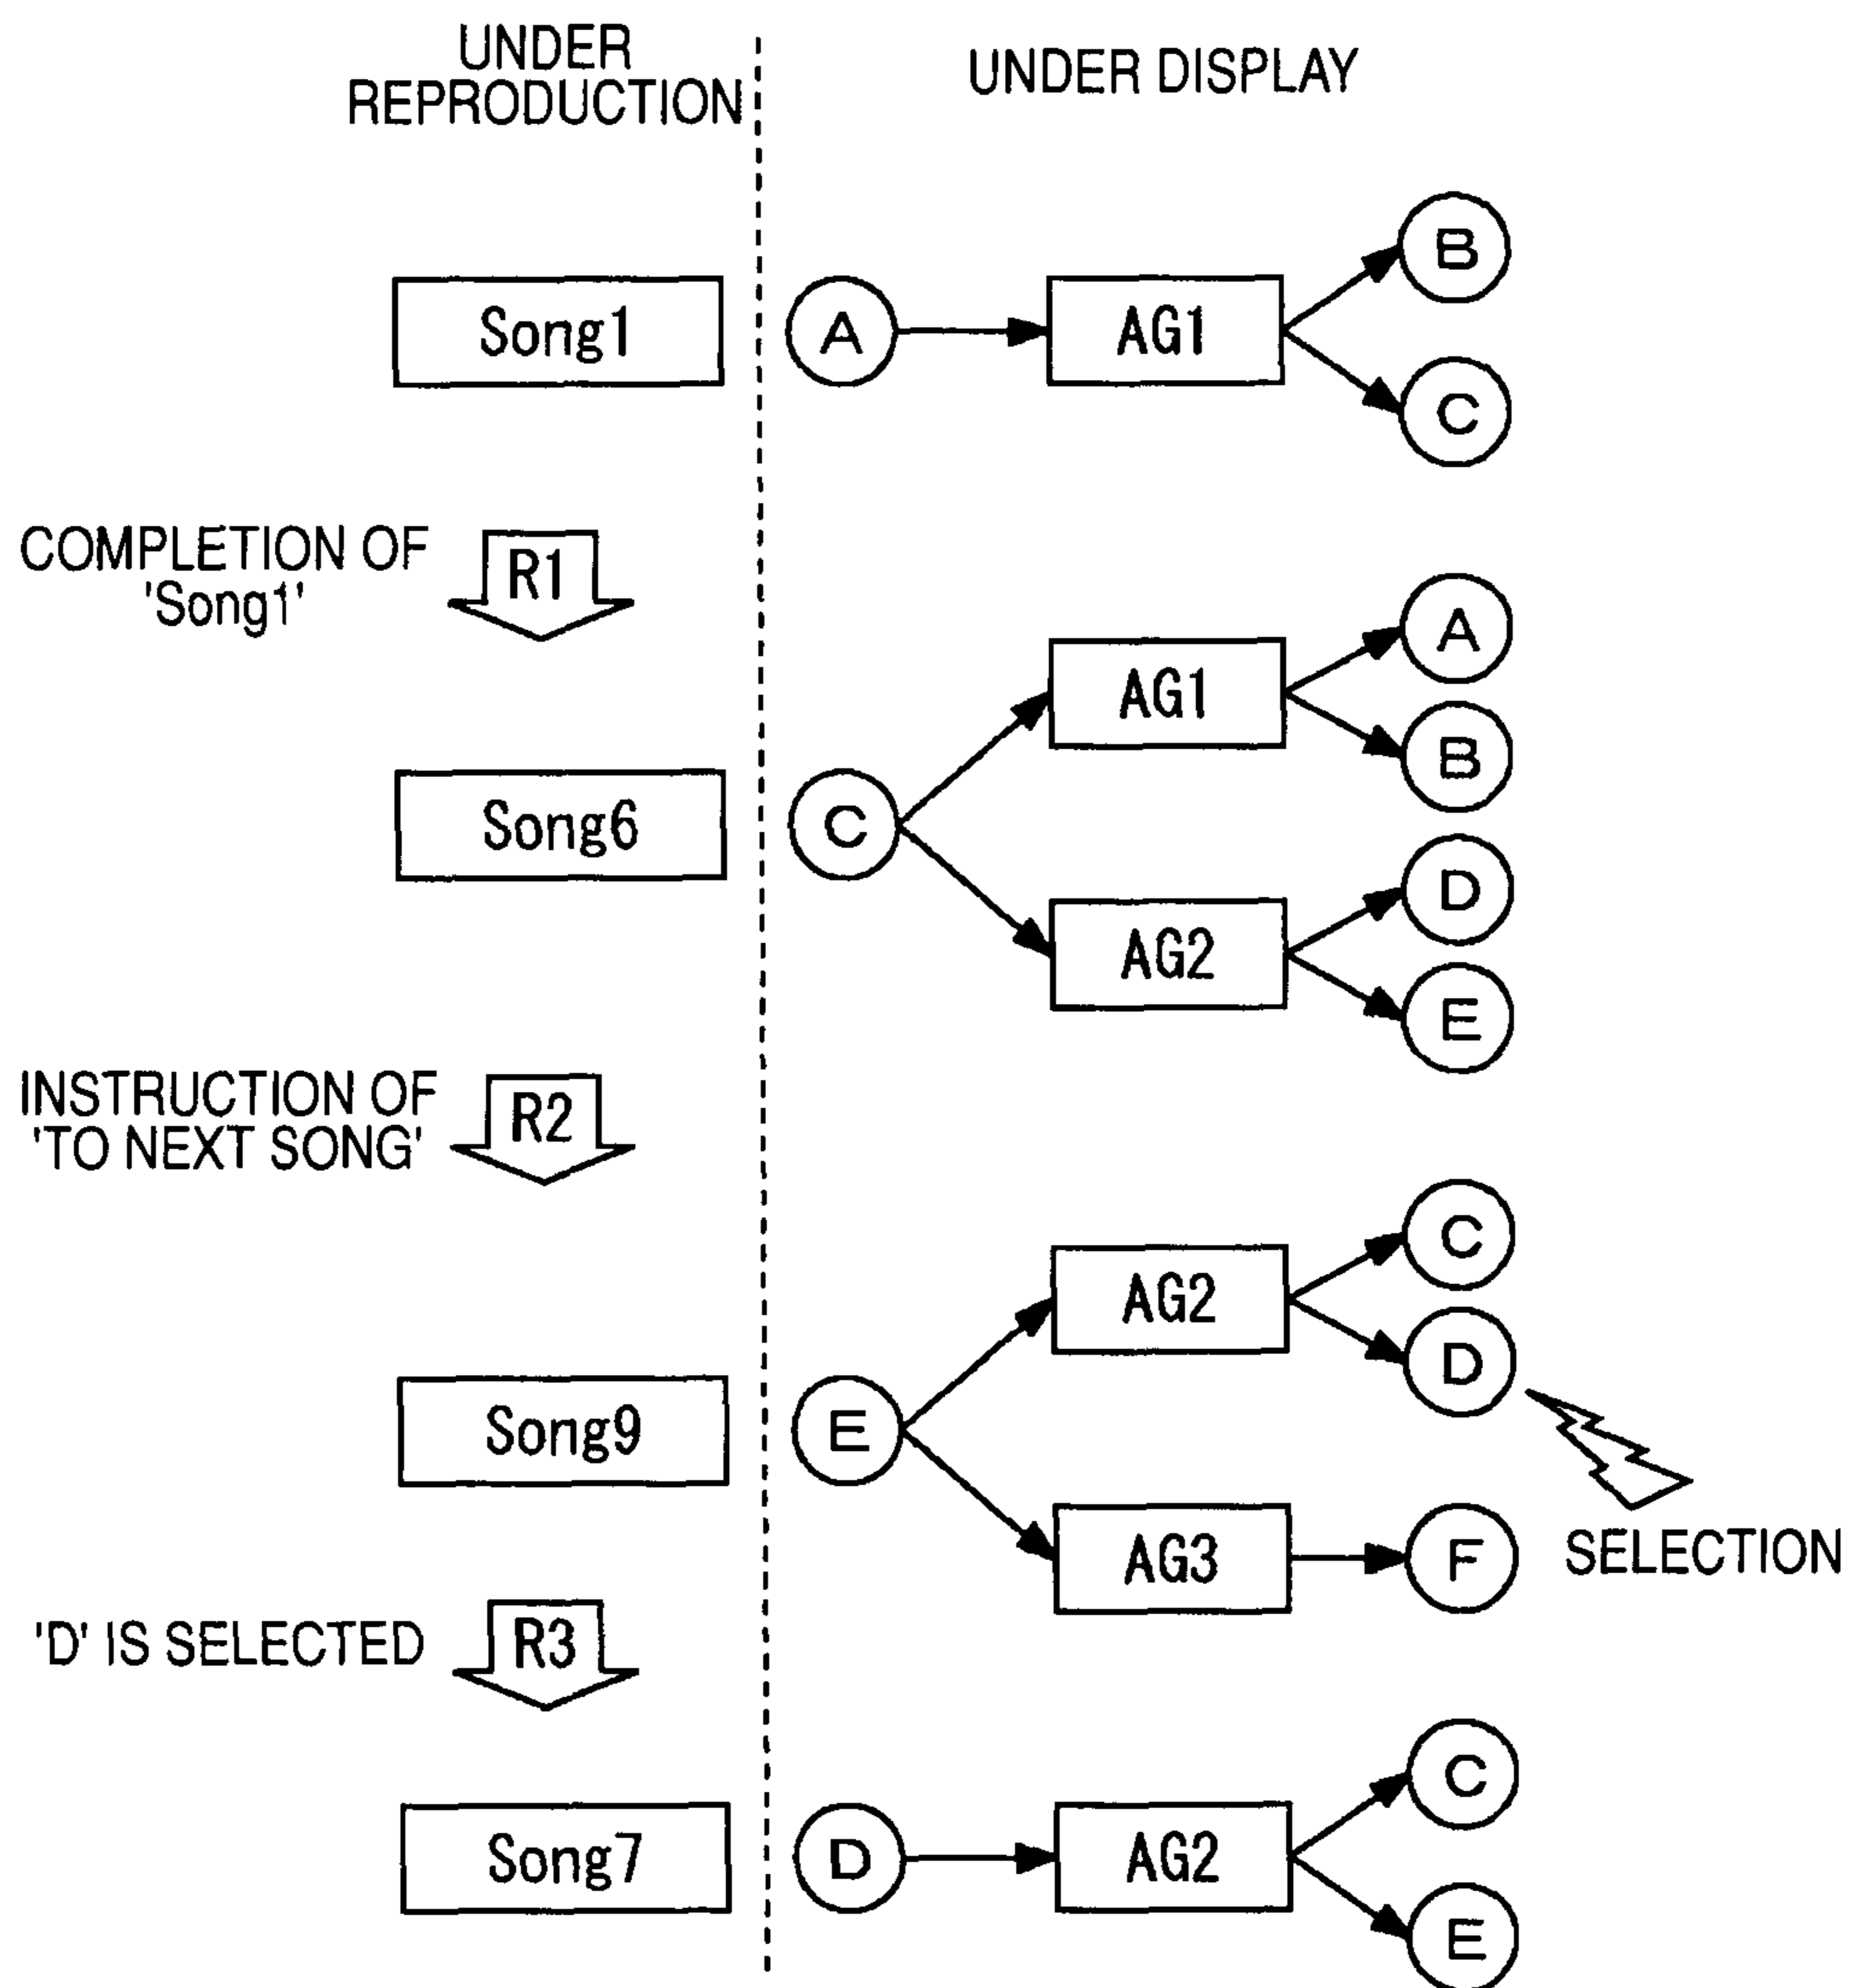 UNDER
REPRODUCTION
UNDER DISPLAY
Song1
A
AG1
B
C
COMPLETION OF
'Song1'
R1
Song6
C
AG1
A
B
AG2
D
E
INSTRUCTION OF
'TO NEXT SONG'
R2
Song9
E
AG2
C
D
AG3
F
SELECTION
'D' IS SELECTED
R3
Song7
D
AG2
C
E